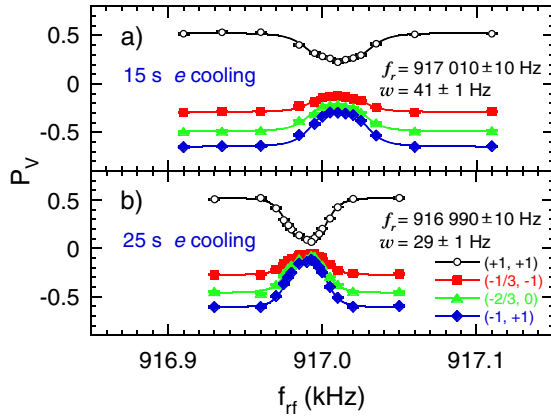 0.5
a)
0
15 s e cooling
f_r = 917 010 ± 10 Hz
w = 41 ± 1 Hz
-0.5
P_V
b)
0.5
25 s e cooling
f_r = 916 990 ± 10 Hz
w = 29 ± 1 Hz
0
(+1, +1)
(-1/3, -1)
(-2/3, 0)
(-1, +1)
-0.5
916.9 917.0 917.1
f_rf (kHz)